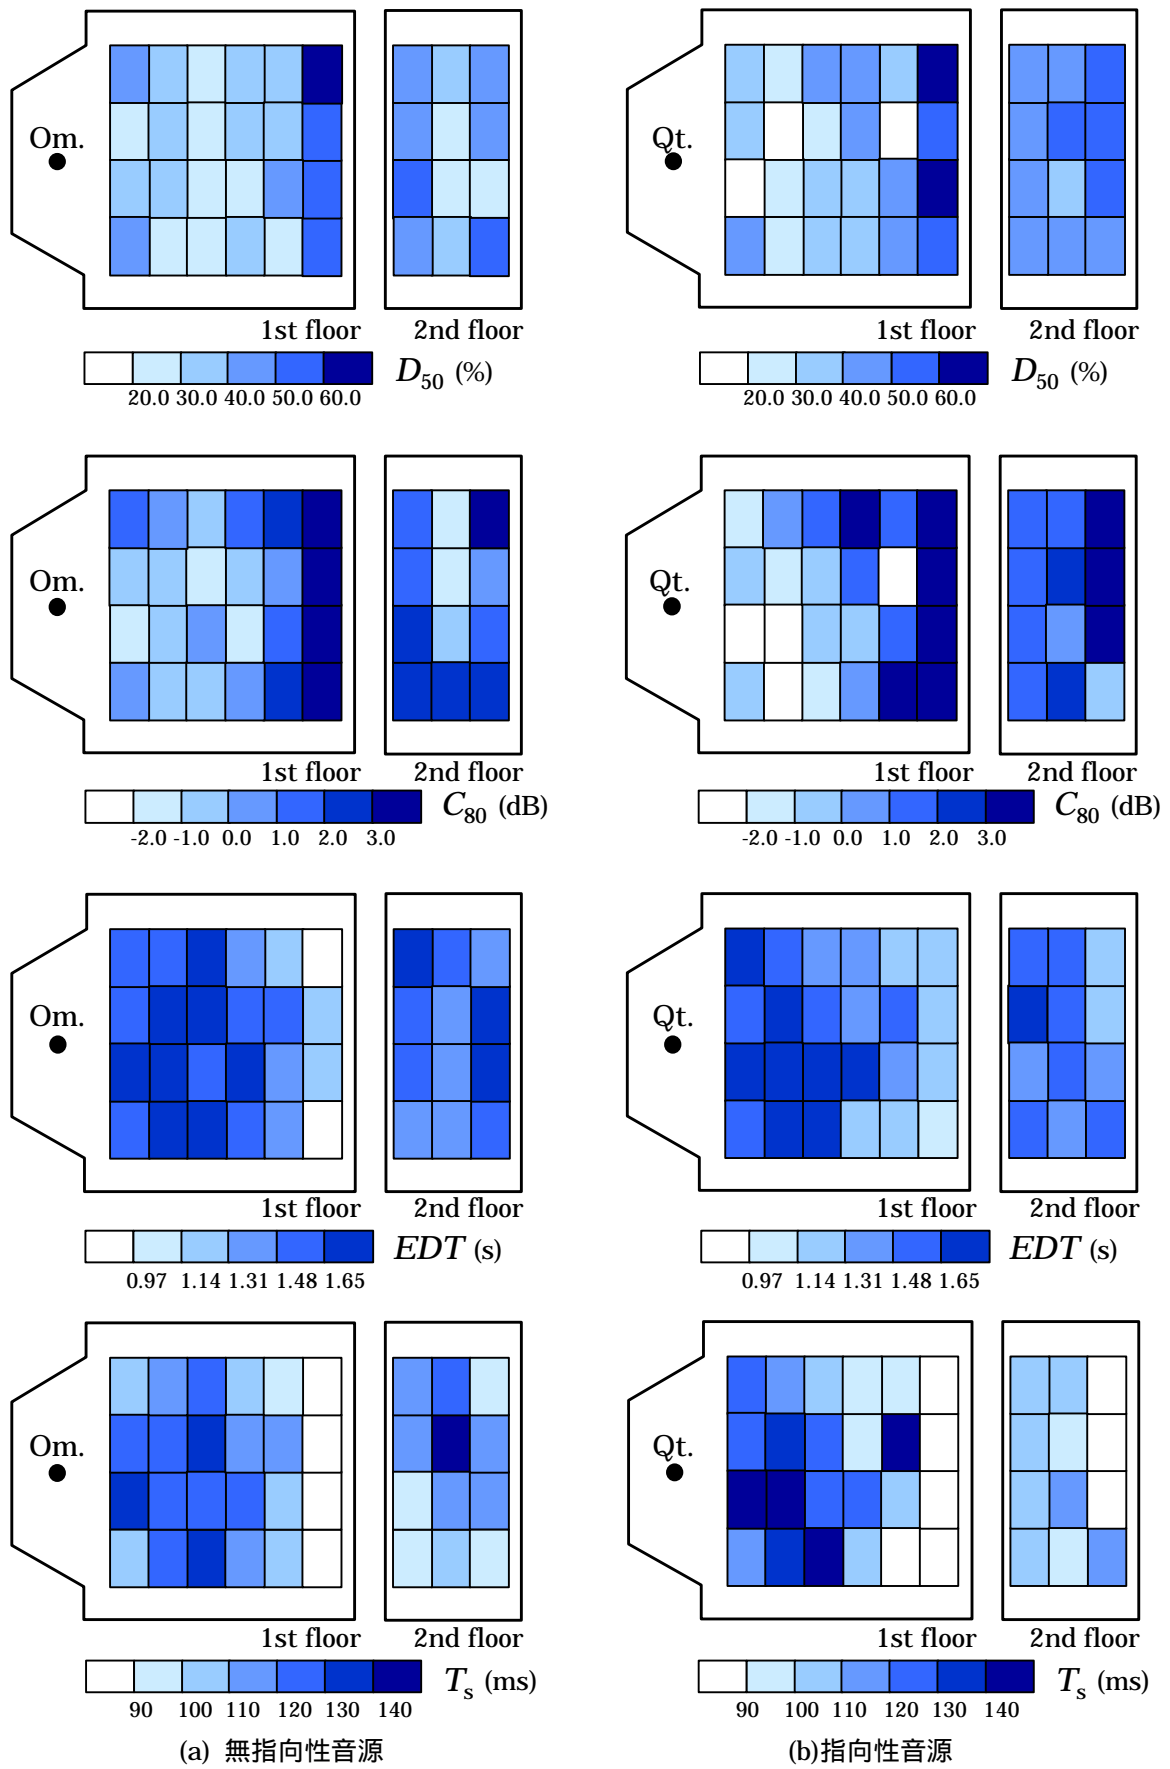 Om.
1st floor 2nd floor
20.0 30.0 40.0 50.0 60.0 D50 (%)
Qt.
1st floor 2nd floor
20.0 30.0 40.0 50.0 60.0 D50 (%)
Om.
1st floor 2nd floor
-2.0 -1.0 0.0 1.0 2.0 3.0 C80 (dB)
Qt.
1st floor 2nd floor
-2.0 -1.0 0.0 1.0 2.0 3.0 C80 (dB)
Om.
1st floor 2nd floor
0.97 1.14 1.31 1.48 1.65 EDT (s)
Qt.
1st floor 2nd floor
0.97 1.14 1.31 1.48 1.65 EDT (s)
Om.
1st floor 2nd floor
90 100 110 120 130 140 Ts (ms)
Qt.
1st floor 2nd floor
90 100 110 120 130 140 Ts (ms)
(a) 無指向性音源
(b)指向性音源